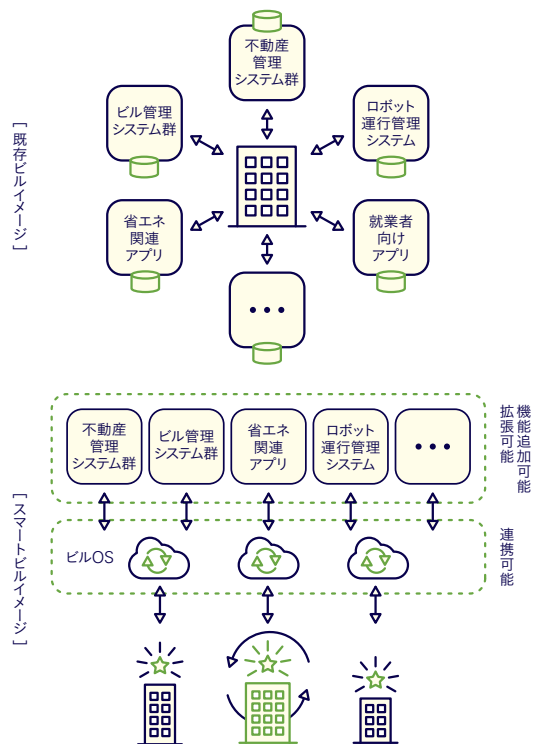 [既存ビルイメージ]
不動産
管理
システム群
ビル管理
システム群
ロボット
運行管理
システム
省エネ
関連
アプリ
就業者
向け
アプリ
•••
[スマートビルイメージ]
不動産
管理
システム群
ビル管理
システム群
省エネ
関連
アプリ
ロボット
運行管理
システム
•••
機能追加可能
拡張可能
ビルOS
連携可能